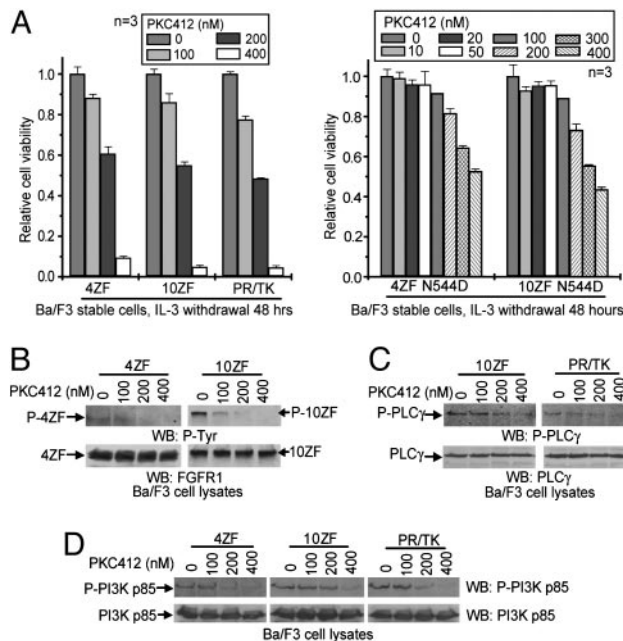 A
n=3
PKC412 (nM)
0 200
100 400
Relative cell viability
1.0
0.8
0.6
0.4
0.2
0.0
4ZF 10ZF PR/TK
Ba/F3 stable cells, IL-3 withdrawal 48 hrs
PKC412 (nM)
0 20 100 300
10 50 200 400
n=3
Relative cell viability
1.0
0.8
0.6
0.4
0.2
0.0
4ZF N544D 10ZF N544D
Ba/F3 stable cells, IL-3 withdrawal 48 hours
B
4ZF 10ZF
PKC412 (nM) 0 100 200 400 0 100 200 400
P-4ZF P-10ZF
WB: P-Tyr
4ZF 10ZF
WB: FGFR1
Ba/F3 cell lysates
C
10ZF PR/TK
PKC412 (nM) 0 100 200 400 0 100 200 400
P-PLCγ
WB: P-PLCγ
PLCγ
WB: PLCγ
Ba/F3 cell lysates
D
4ZF 10ZF PR/TK
PKC412 (nM) 0 100 200 400 0 100 200 400 0 100 200 400
P-PI3K p85 WB: P-PI3K p85
PI3K p85 WB: PI3K p85
Ba/F3 cell lysates